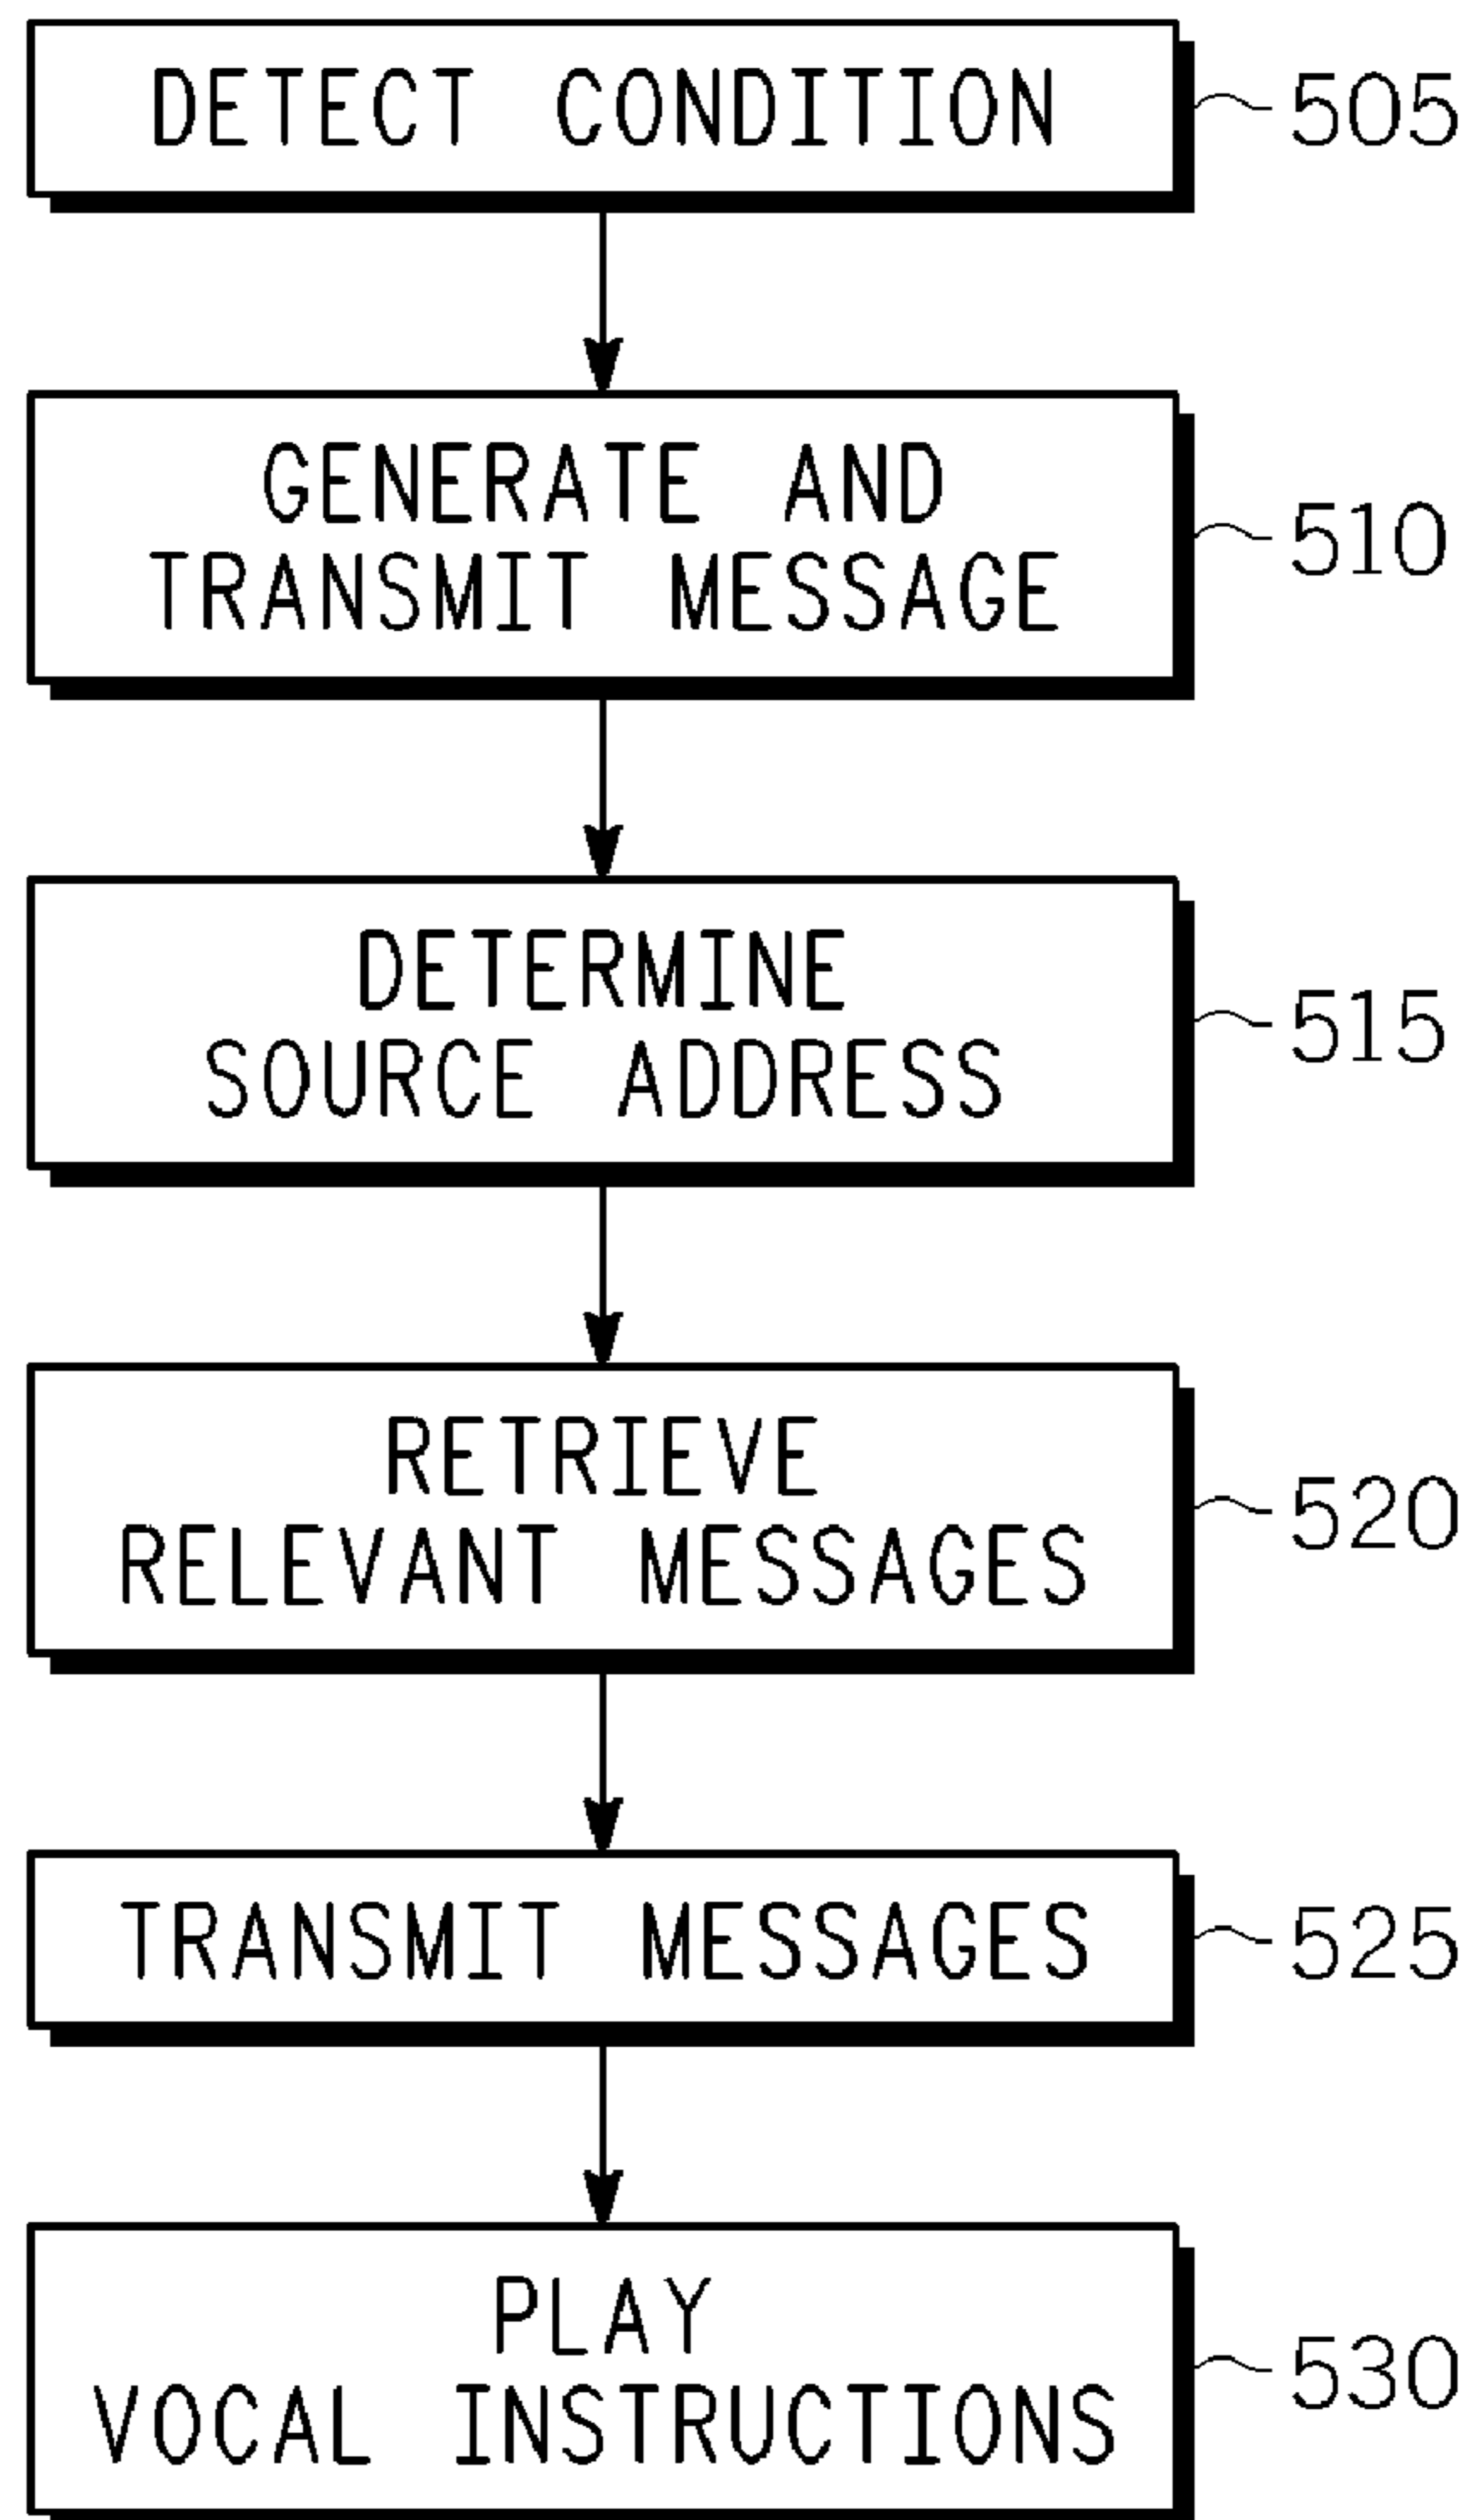 DETECT CONDITION
505
GENERATE AND
TRANSMIT MESSAGE
510
DETERMINE
SOURCE ADDRESS
515
RETRIEVE
RELEVANT MESSAGES
520
TRANSMIT MESSAGES
525
PLAY
VOCAL INSTRUCTIONS
530